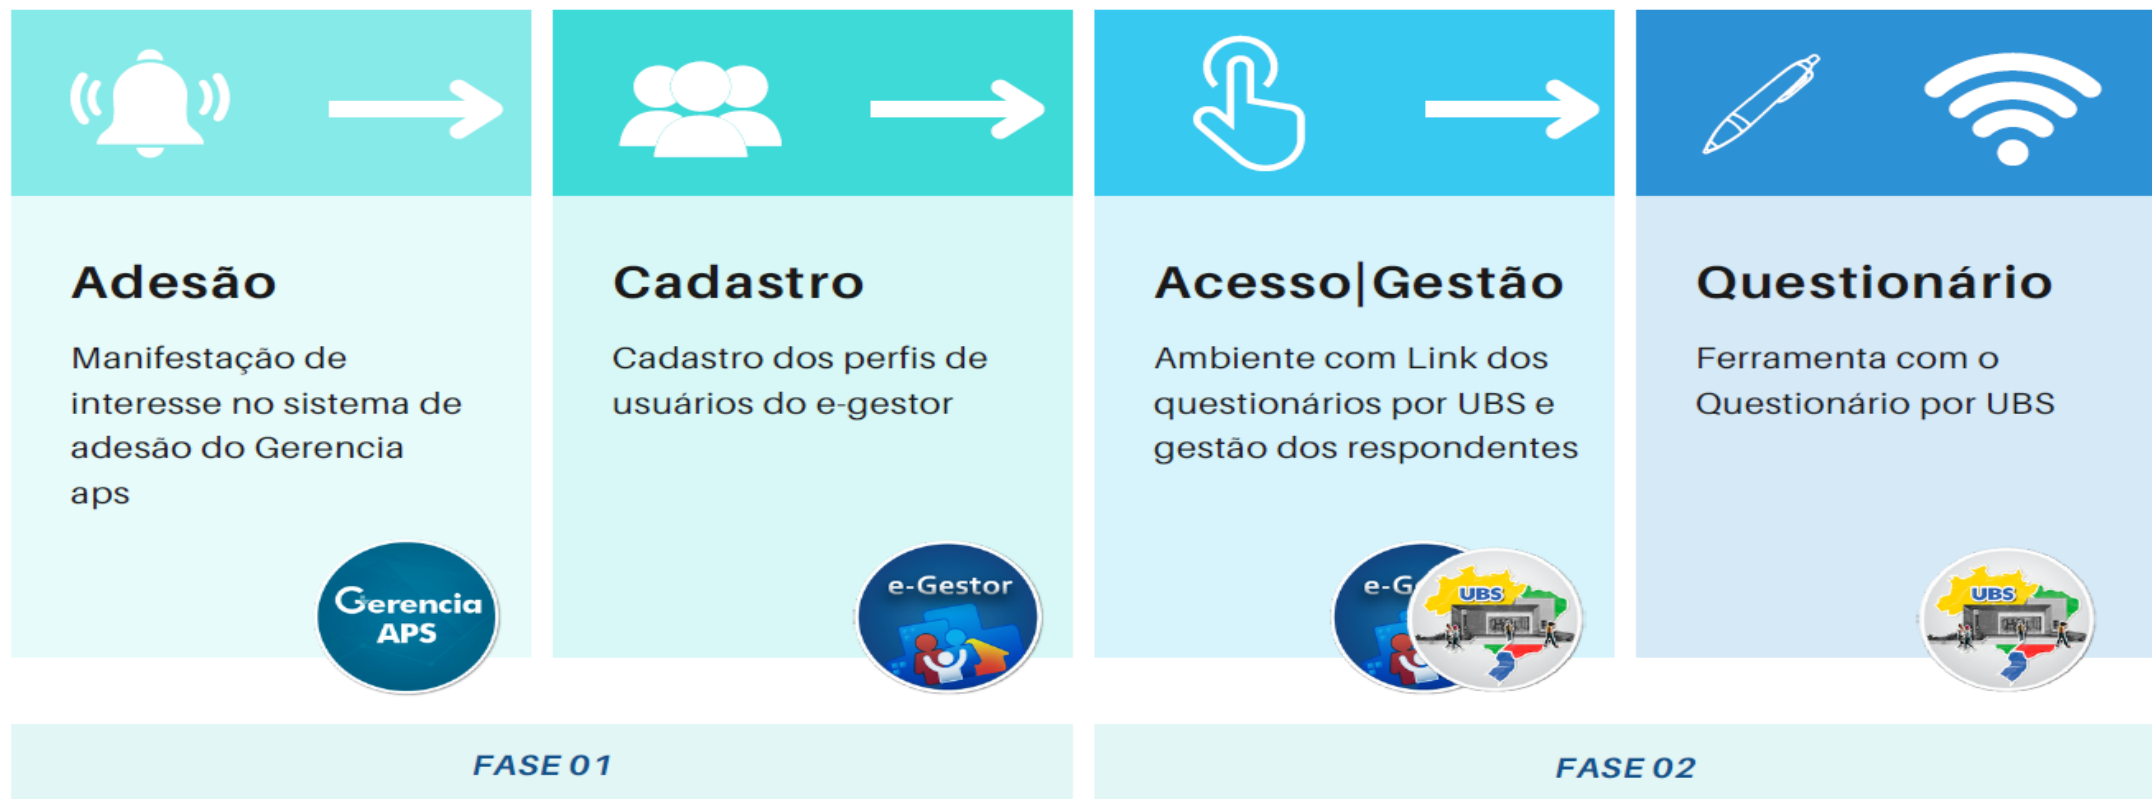 Adesão
Manifestação de
interesse no sistema de
adesão do Gerencia
aps
Gerencia
APS
Cadastro
Cadastro dos perfis de
usuários do e-gestor
e-Gestor
Acesso|Gestão
Ambiente com Link dos
questionários por UBS e
gestão dos respondentes
e-G
UBS
Questionário
Ferramenta com o
Questionário por UBS
UBS
FASE 01
FASE 02